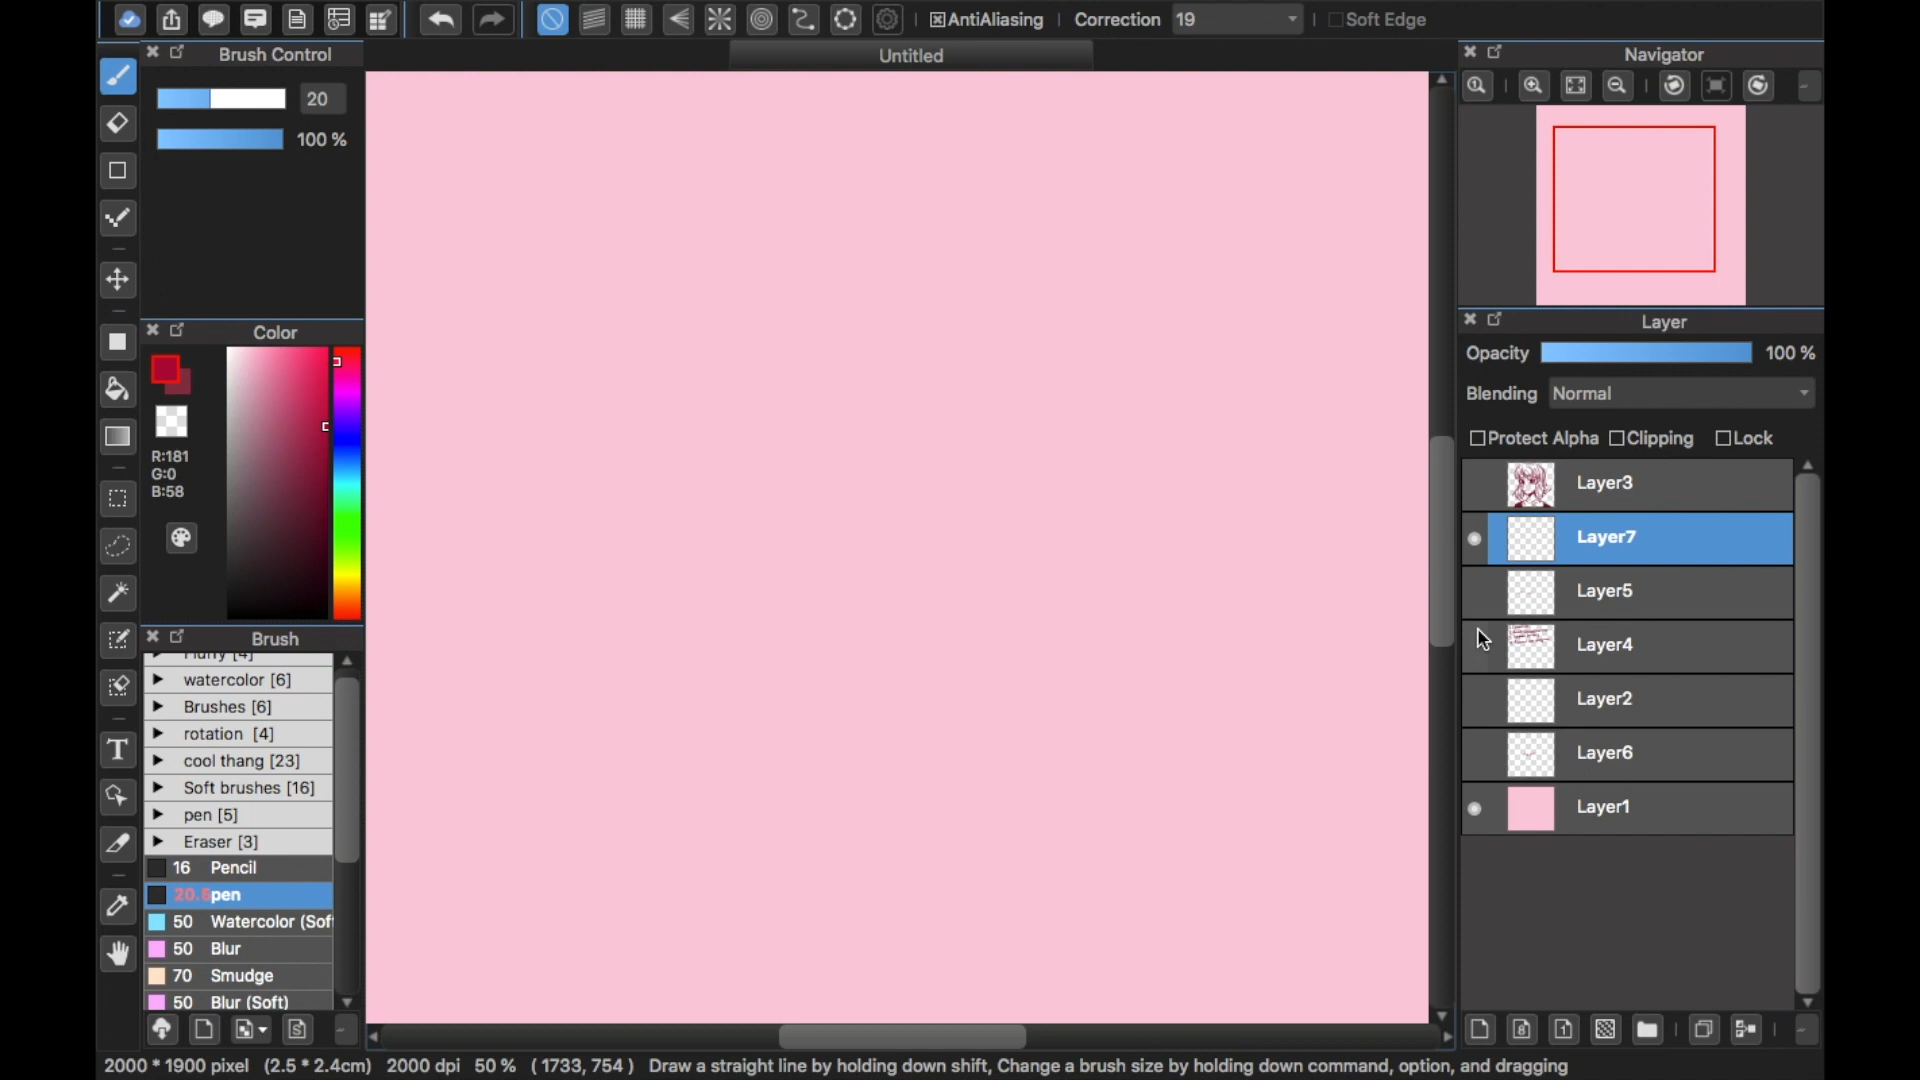 AntiAliasing Correction 19 Soft Edge
Brush Control
Untitled
Navigator
20
100 %
Color
R:181
G:0
B:58
Layer
Opacity 100 %
Blending Normal
Protect Alpha Clipping Lock
Layer3
Layer7
Layer5
Layer4
Layer2
Layer6
Layer1
Brush
watercolor [6]
Brushes [6]
rotation [4]
cool thang [23]
Soft brushes [16]
pen [5]
Eraser [3]
16 Pencil
pen
50 Watercolor (Sof
50 Blur
70 Smudge
50 Blur (Soft)
2000 * 1900 pixel (2.5 * 2.4cm) 2000 dpi 50 % ( 1733, 754 ) Draw a straight line by holding down shift, Change a brush size by holding down command, option, and dragging